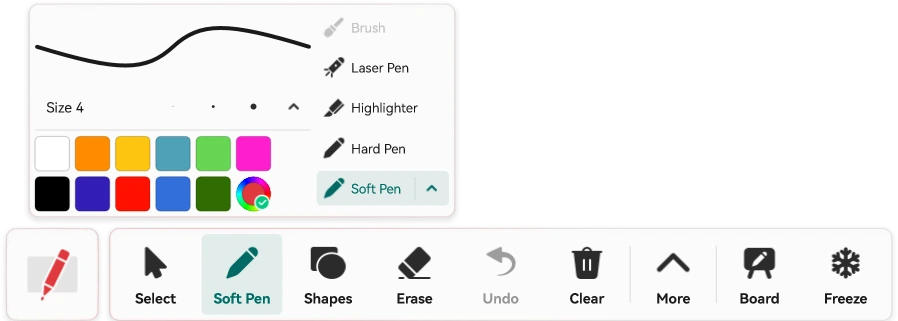 Brush
Laser Pen
Size 4
Highlighter
Hard Pen
Soft Pen
Select
Soft Pen
Shapes
Erase
Undo
Clear
More
Board
Freeze